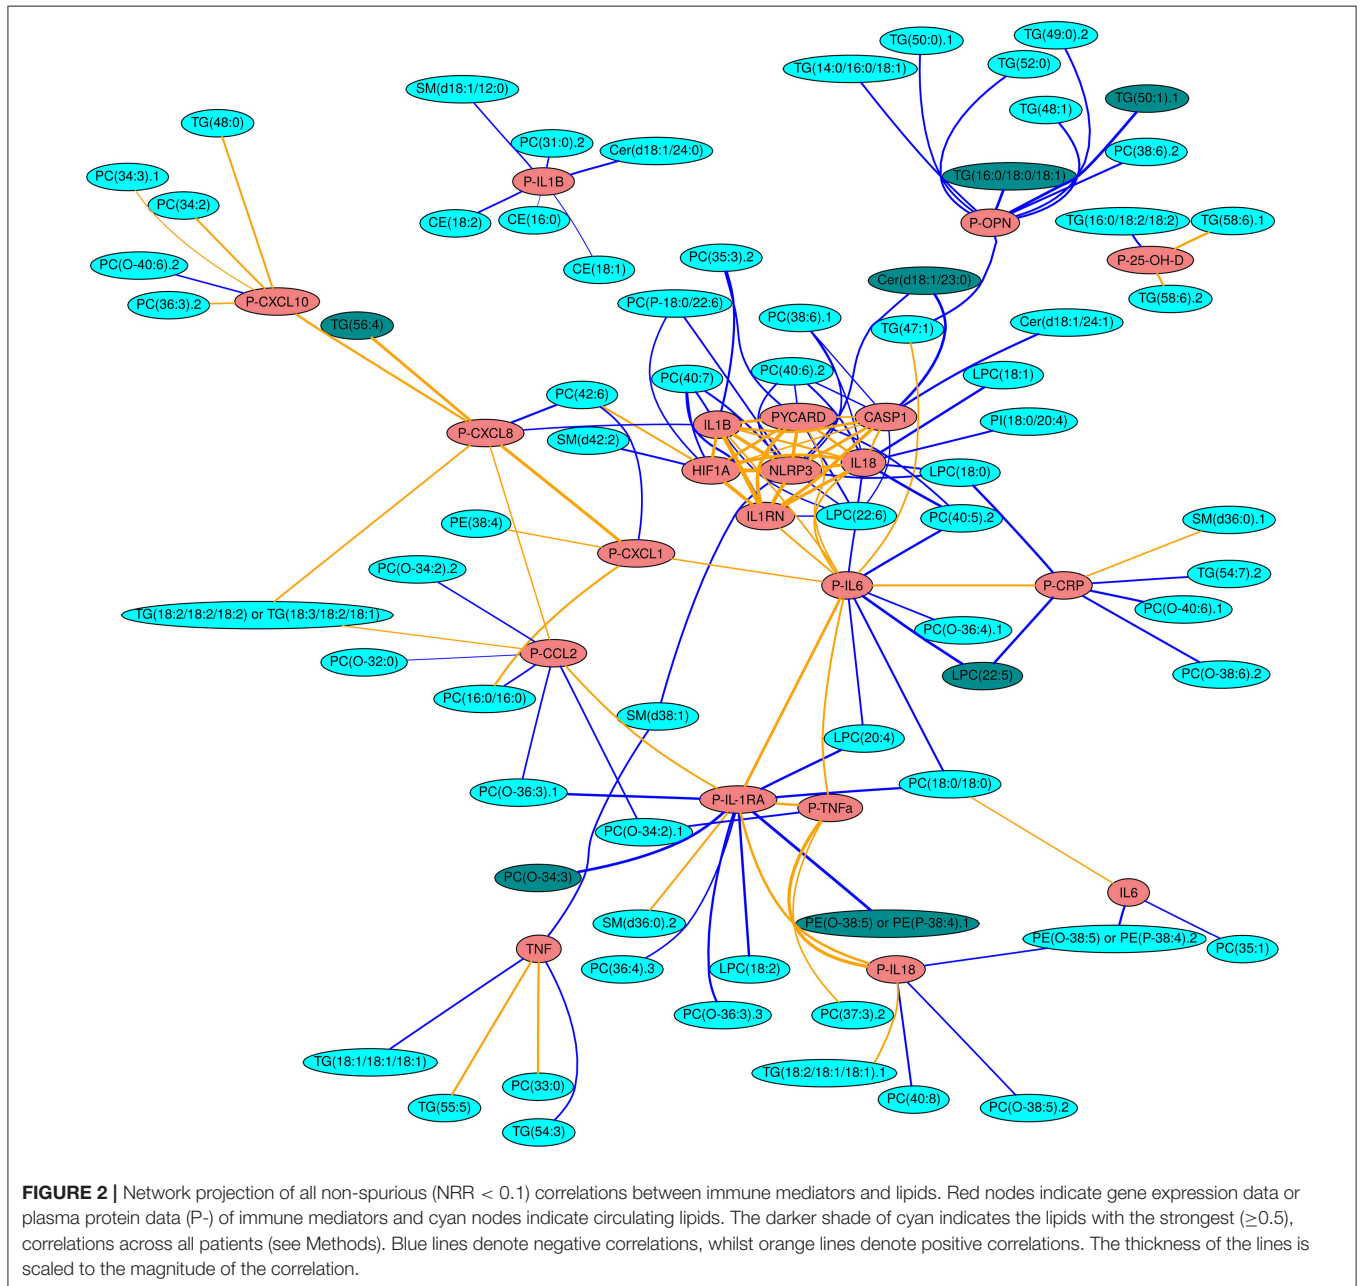 TG(50:0).1
TG(49:0).2
TG(14:0/16:0/18:1)
TG(52:0)
SM(d18:1/12:0)
TG(50:1).1
TG(48:1)
TG(48:0)
PC(31:0).2
Cer(d18:1/24:0)
PC(38:6).2
PC(34:3).1
P-IL1B
TG(16:0/18:0/18:1)
PC(34:2)
CE(18:2)
CE(16:0)
P-OPN
TG(16:0/18:2/18:2)
TG(58:6).1
PC(O-40:6).2
CE(18:1)
PC(35:3).2
P-25-OH-D
PC(36:3).2
P-CXCL10
PC(P-18:0/22:6)
Cer(d18:1/23:0)
TG(58:6).2
TG(56:4)
PC(38:6).1
TG(47:1)
Cer(d18:1/24:1)
PC(42:6)
PC(40:7)
PC(40:6).2
LPC(18:1)
P-CXCL8
IL1B
PYCARD
CASP1
PI(18:0/20:4)
SM(d42:2)
HIF1A
NLRP3
IL18
LPC(18:0)
PE(38:4)
IL1RN
LPC(22:6)
PC(40:5).2
SM(d36:0).1
P-CXCL1
PC(O-34:2).2
P-IL6
P-CRP
TG(54:7).2
TG(18:2/18:2/18:2) or TG(18:3/18:2/18:1)
PC(O-40:6).1
PC(O-36:4).1
PC(O-32:0)
P-CCL2
LPC(22:5)
PC(O-38:6).2
PC(16:0/16:0)
SM(d38:1)
LPC(20:4)
PC(O-36:3).1
P-IL-1RA
P-TNFa
PC(18:0/18:0)
PC(O-34:2).1
PC(O-34:3)
IL6
SM(d36:0).2
PE(O-38:5) or PE(P-38:4).1
PE(O-38:5) or PE(P-38:4).2
TNF
PC(35:1)
PC(36:4).3
LPC(18:2)
P-IL18
PC(O-36:3).3
PC(37:3).2
TG(18:1/18:1/18:1)
TG(18:2/18:1/18:1).1
PC(33:0)
TG(55:5)
PC(40:8)
PC(O-38:5).2
TG(54:3)
FIGURE 2 | Network projection of all non-spurious (NRR < 0.1) correlations between immune mediators and lipids. Red nodes indicate gene expression data or
plasma protein data (P-) of immune mediators and cyan nodes indicate circulating lipids. The darker shade of cyan indicates the lipids with the strongest (≥0.5),
correlations across all patients (see Methods). Blue lines denote negative correlations, whilst orange lines denote positive correlations. The thickness of the lines is
scaled to the magnitude of the correlation.